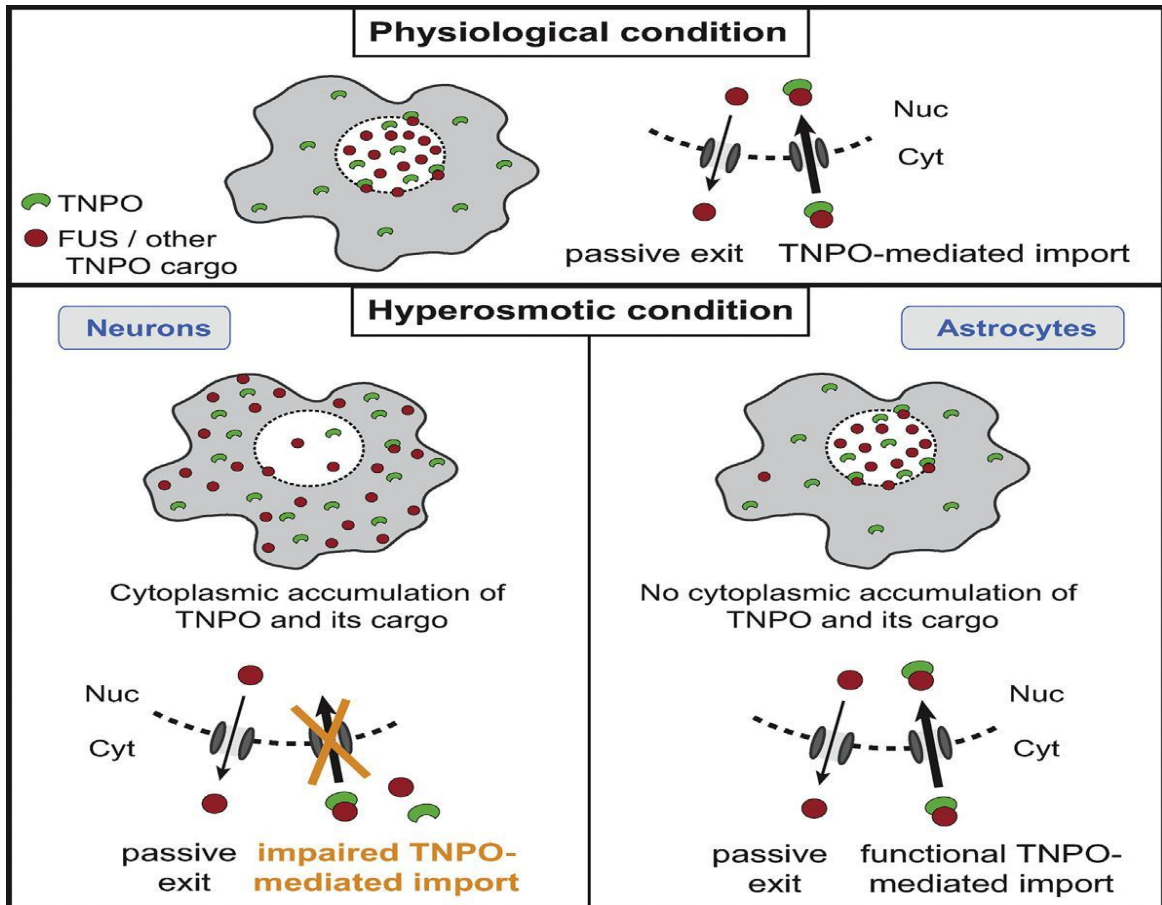 Physiological condition
Nuc
Cyt
TNPO
FUS / other
TNPO cargo
passive exit
TNPO-mediated import
Hyperosmotic condition
Neurons
Cytoplasmic accumulation of
TNPO and its cargo
Nuc
Cyt
passive
exit
impaired TNPO-
mediated import
Astrocytes
No cytoplasmic accumulation of
TNPO and its cargo
Nuc
Cyt
passive
exit
functional TNPO-
mediated import